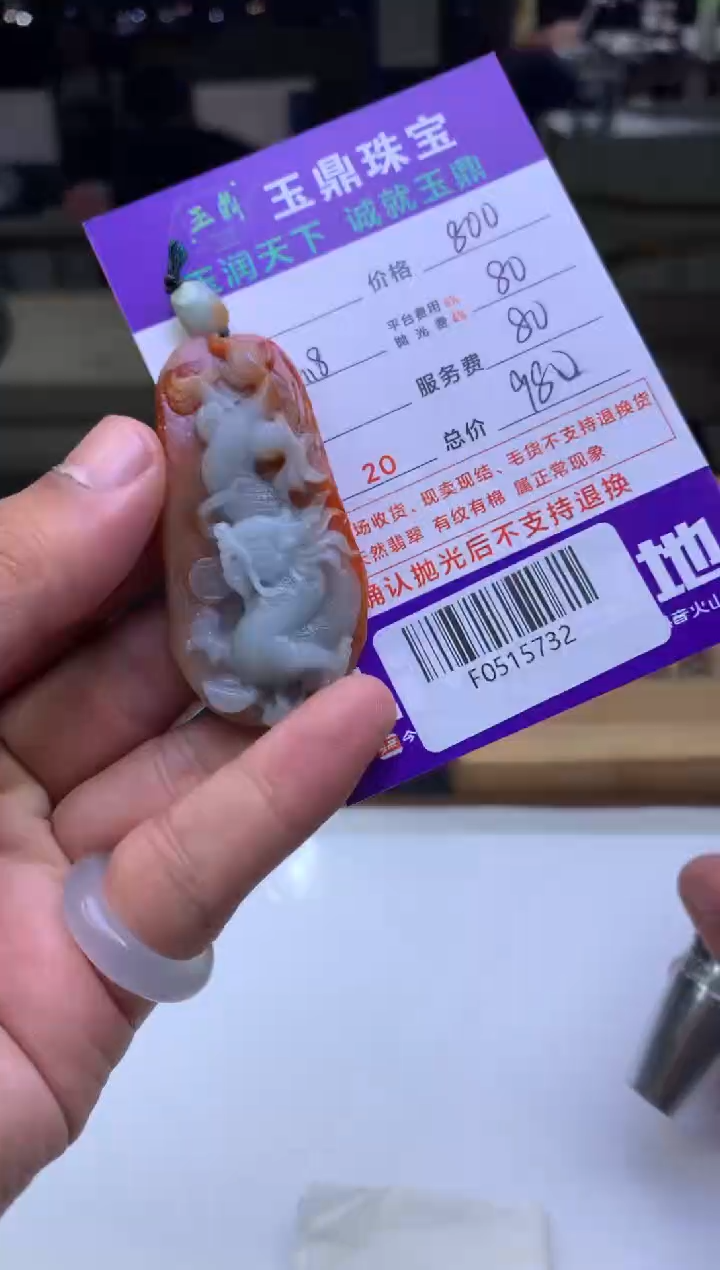 玉鼎 玉鼎珠宝
玉润天下 诚就玉鼎
价格 800
平台费用6%
抛光费4%
80
服务费 80
20
总价 980
场收货、现卖现结、毛货不支持退换货
然翡翠 有纹有棉 属正常现象
确认抛光后不支持退换
地
F0515732